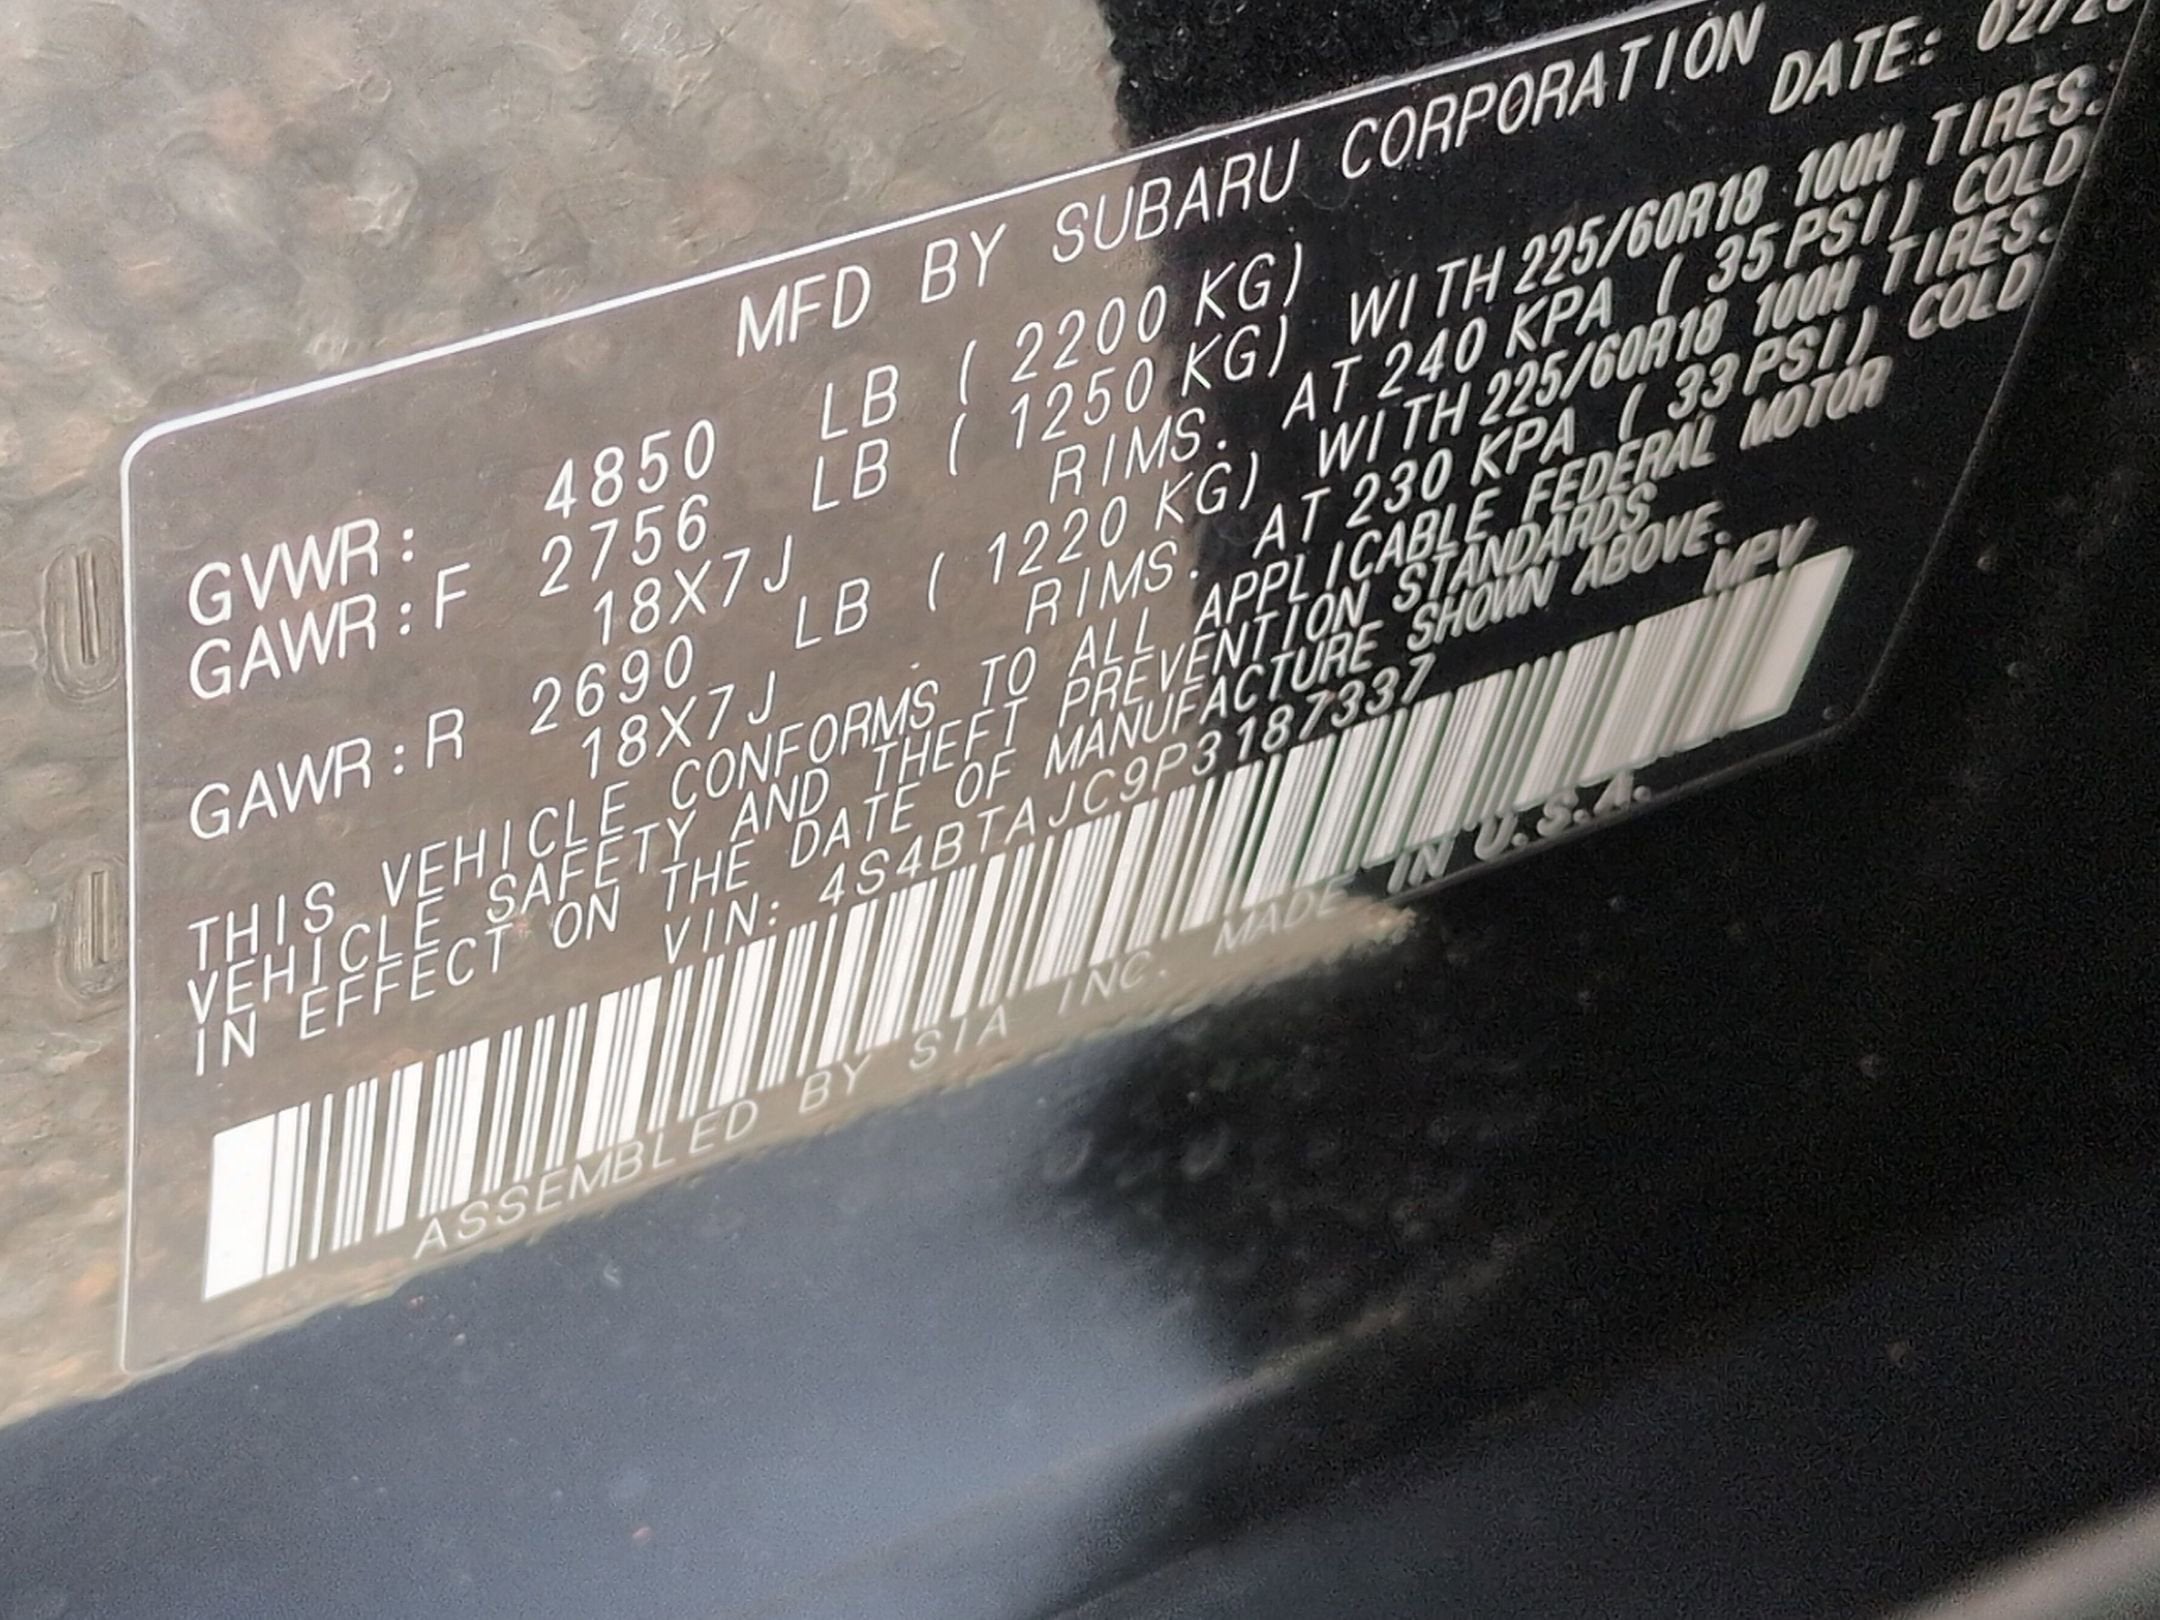 MFD BY SUBARU CORPORATION
DATE: 02/23
GVWR: 4850 LB ( 2200 KG)
GAWR:F 2756 LB ( 1250 KG) WITH 225/60R18 100H TIRES.
18X7J RIMS. AT 240 KPA ( 35 PSI) COLD
GAWR:R 2690 LB ( 1220 KG) WITH 225/60R18 100H TIRES.
18X7J RIMS. AT 230 KPA ( 33 PSI) COLD
THIS VEHICLE CONFORMS TO ALL APPLICABLE FEDERAL MOTOR
VEHICLE SAFETY AND THEFT PREVENTION STANDARDS
IN EFFECT ON THE DATE OF MANUFACTURE SHOWN ABOVE.
VIN: 4S4BTAJC9P3187337 MPV
ASSEMBLED BY SIA INC. MADE IN U.S.A.